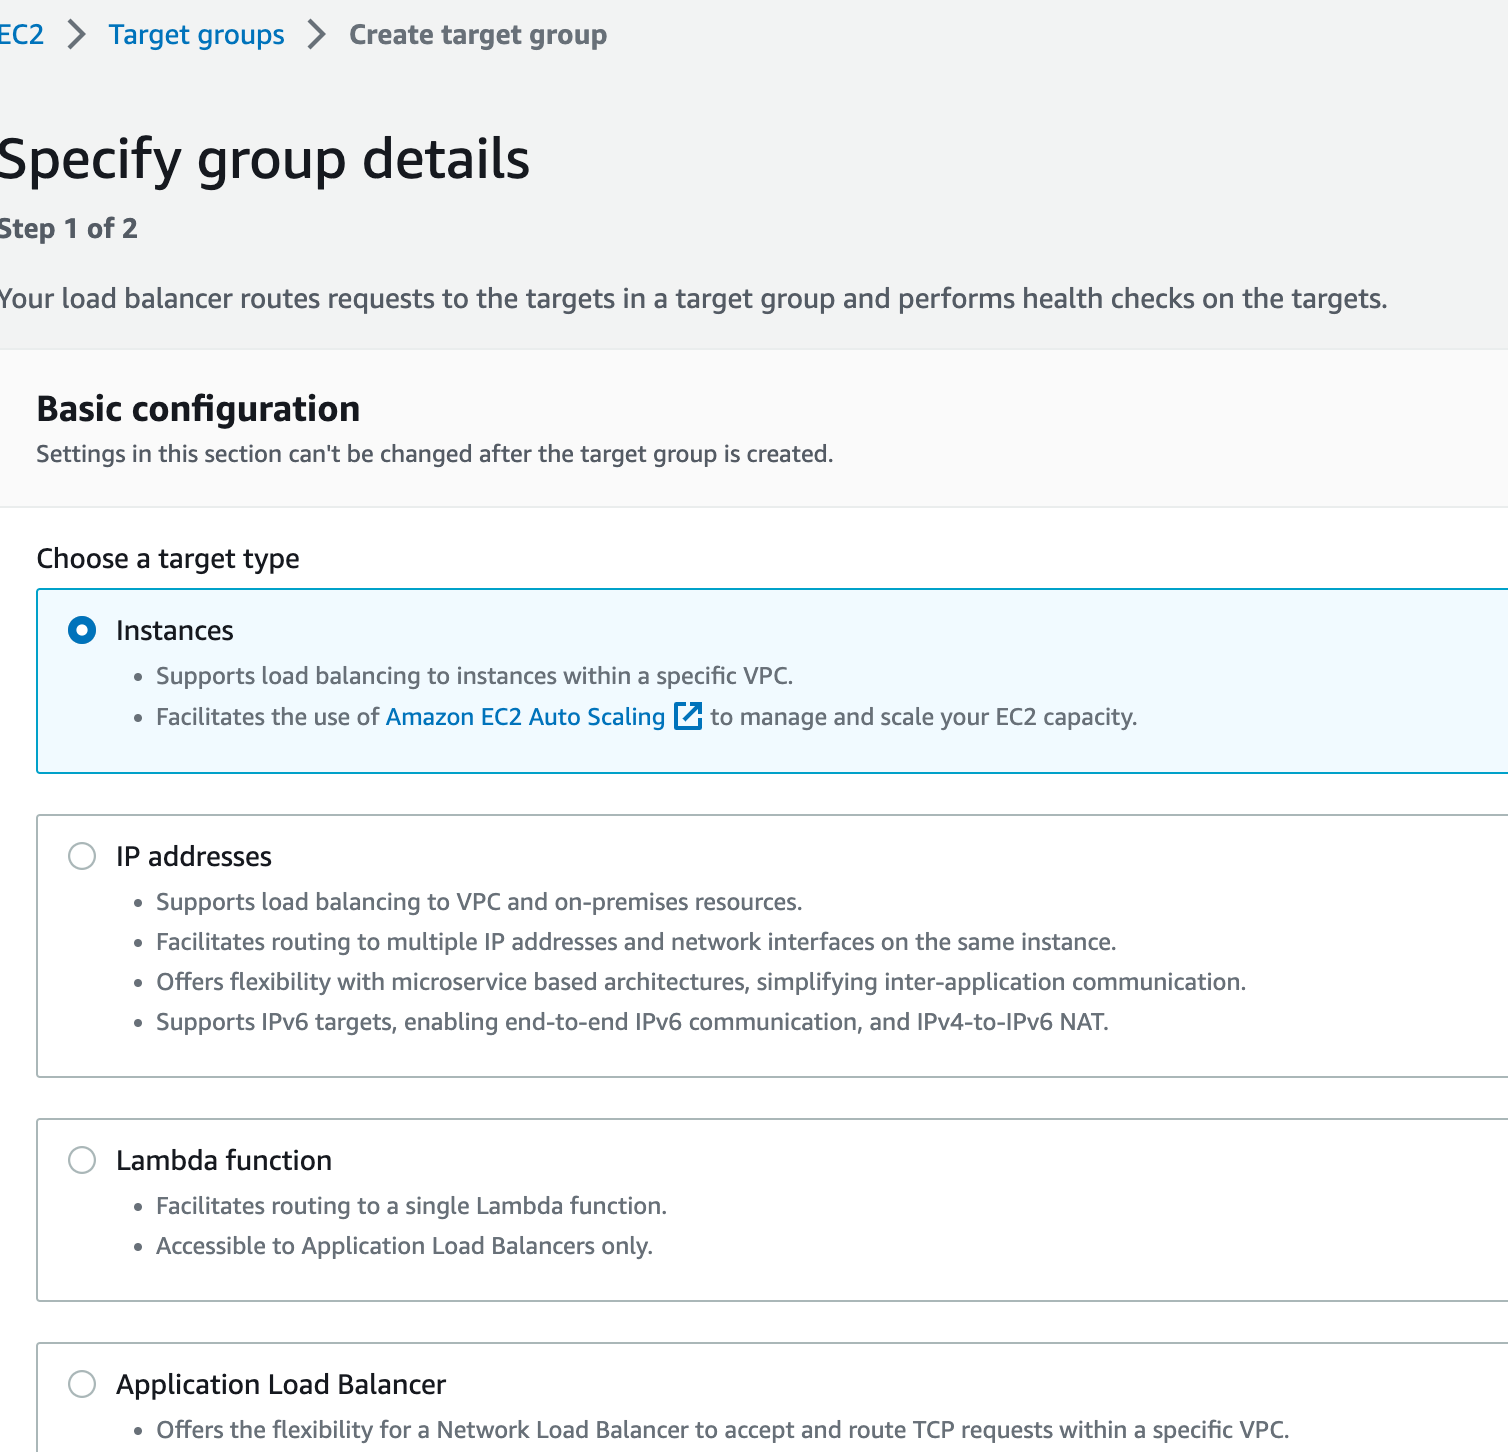 EC2 > Target groups > Create target group
Specify group details
Step 1 of 2
Your load balancer routes requests to the targets in a target group and performs health checks on the targets.
Basic configuration
Settings in this section can't be changed after the target group is created.
Choose a target type
Instances
• Supports load balancing to instances within a specific VPC.
• Facilitates the use of Amazon EC2 Auto Scaling to manage and scale your EC2 capacity.
IP addresses
• Supports load balancing to VPC and on-premises resources.
• Facilitates routing to multiple IP addresses and network interfaces on the same instance.
• Offers flexibility with microservice based architectures, simplifying inter-application communication.
• Supports IPv6 targets, enabling end-to-end IPv6 communication, and IPv4-to-IPv6 NAT.
Lambda function
• Facilitates routing to a single Lambda function.
• Accessible to Application Load Balancers only.
Application Load Balancer
• Offers the flexibility for a Network Load Balancer to accept and route TCP requests within a specific VPC.